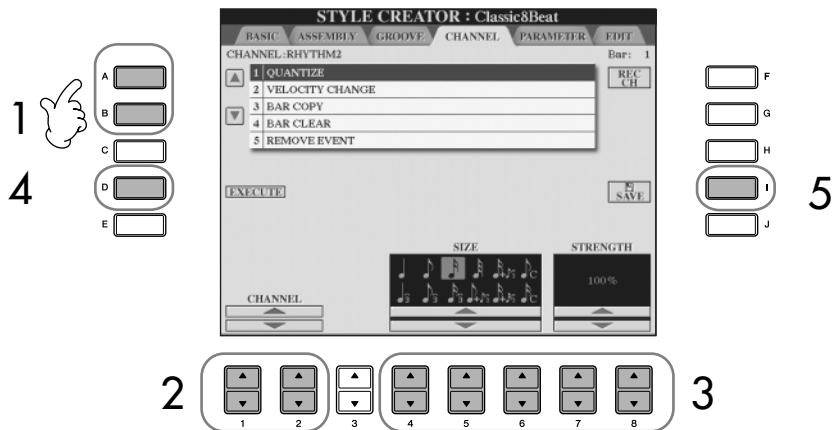 STYLE CREATOR : Classic8Beat
BASIC ASSEMBLY GROOVE CHANNEL PARAMETER EDIT
CHANNEL:RHYTHM2 Bar: 1
1 QUANTIZE
2 VELOCITY CHANGE
3 BAR COPY
4 BAR CLEAR
5 REMOVE EVENT
REC
CH
EXECUTE
SAVE
SIZE STRENGTH
100%
CHANNEL
A
B
C
D
E
F
G
H
I
J
1
4
5
2
3
1 2 3 4 5 6 7 8